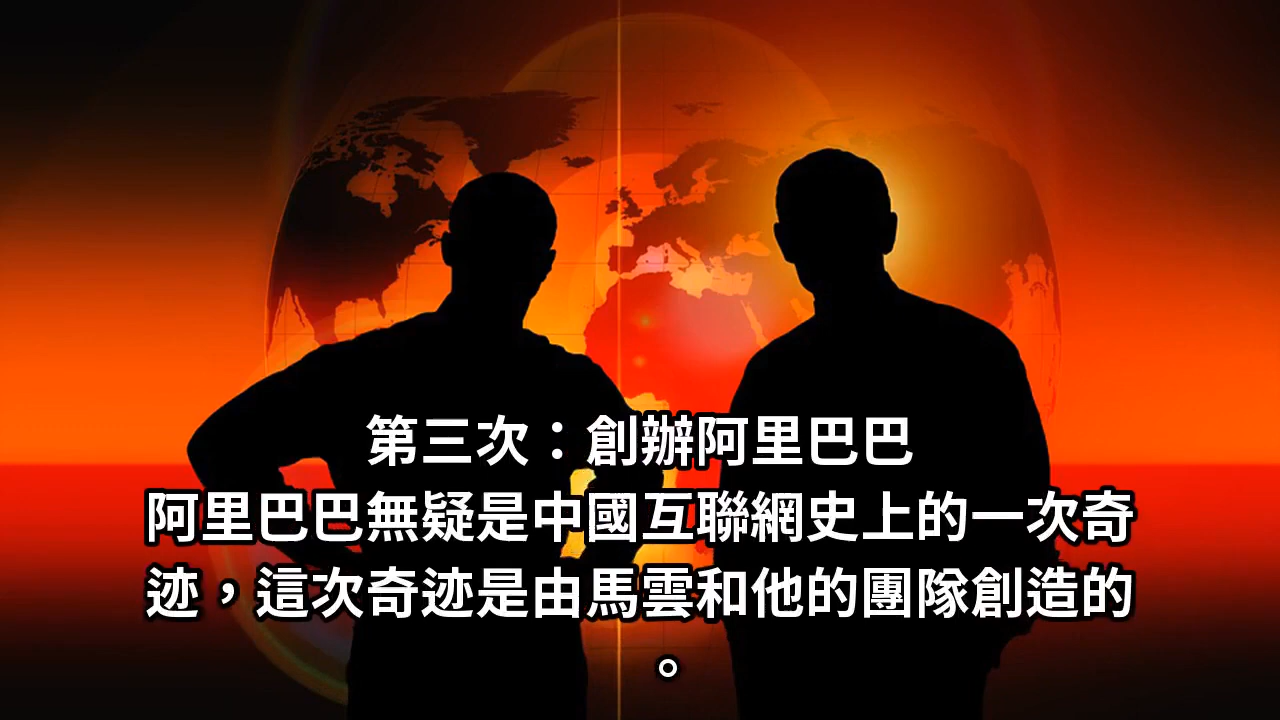 第三次：創辦阿里巴巴
阿里巴巴無疑是中國互聯網史上的一次奇
迹，這次奇迹是由馬雲和他的團隊創造的
。